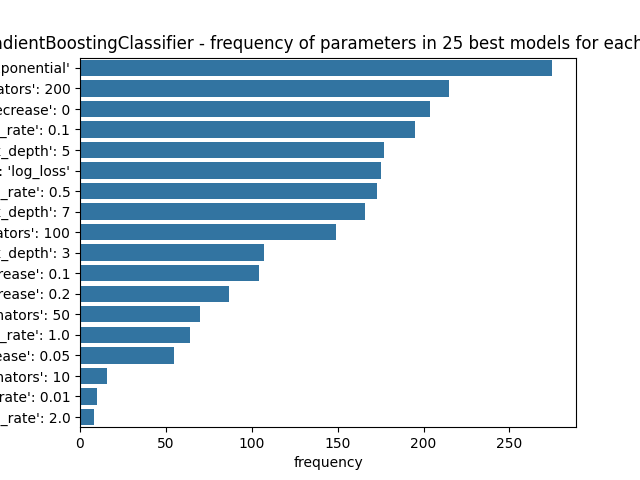 adientBoostingClassifier - frequency of parameters in 25 best models for each
ponential'
ators': 200
ecrease': 0
_rate': 0.1
_depth': 5
: 'log_loss'
_rate': 0.5
_depth': 7
ators': 100
_depth': 3
rease': 0.1
rease': 0.2
nators': 50
_rate': 1.0
ease': 0.05
nators': 10
rate': 0.01
_rate': 2.0
0 50 100 150 200 250
frequency